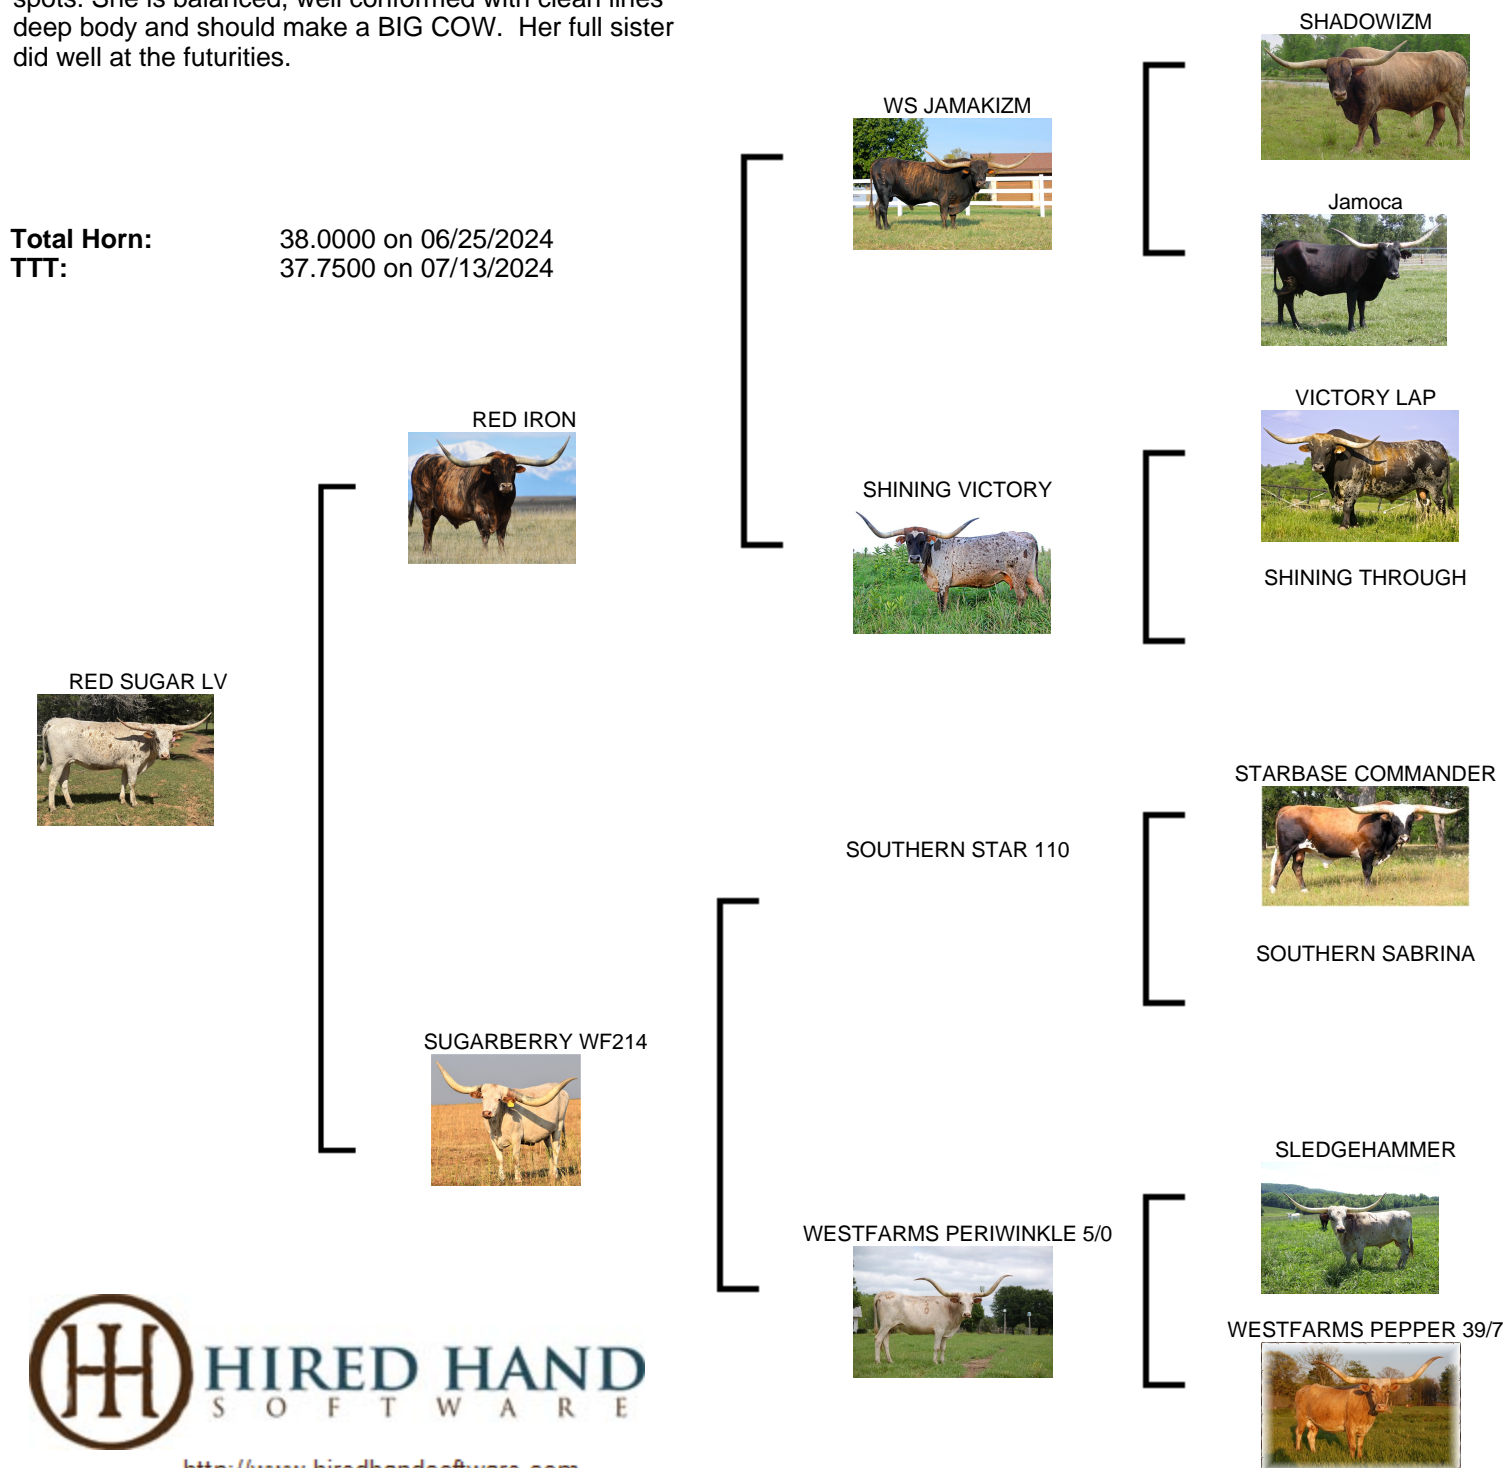 deep body and should make a BIG COW.  Her full sister
did well at the futurities.
Total Horn: 38.0000 on 06/25/2024
TTT: 37.7500 on 07/13/2024
SHADOWIZM
WS JAMAKIZM
Jamoca
RED IRON
VICTORY LAP
SHINING VICTORY
SHINING THROUGH
RED SUGAR LV
STARBASE COMMANDER
SOUTHERN STAR 110
SOUTHERN SABRINA
SUGARBERRY WF214
SLEDGEHAMMER
WESTFARMS PERIWINKLE 5/0
WESTFARMS PEPPER 39/7
HIRED HAND
SOFTWARE